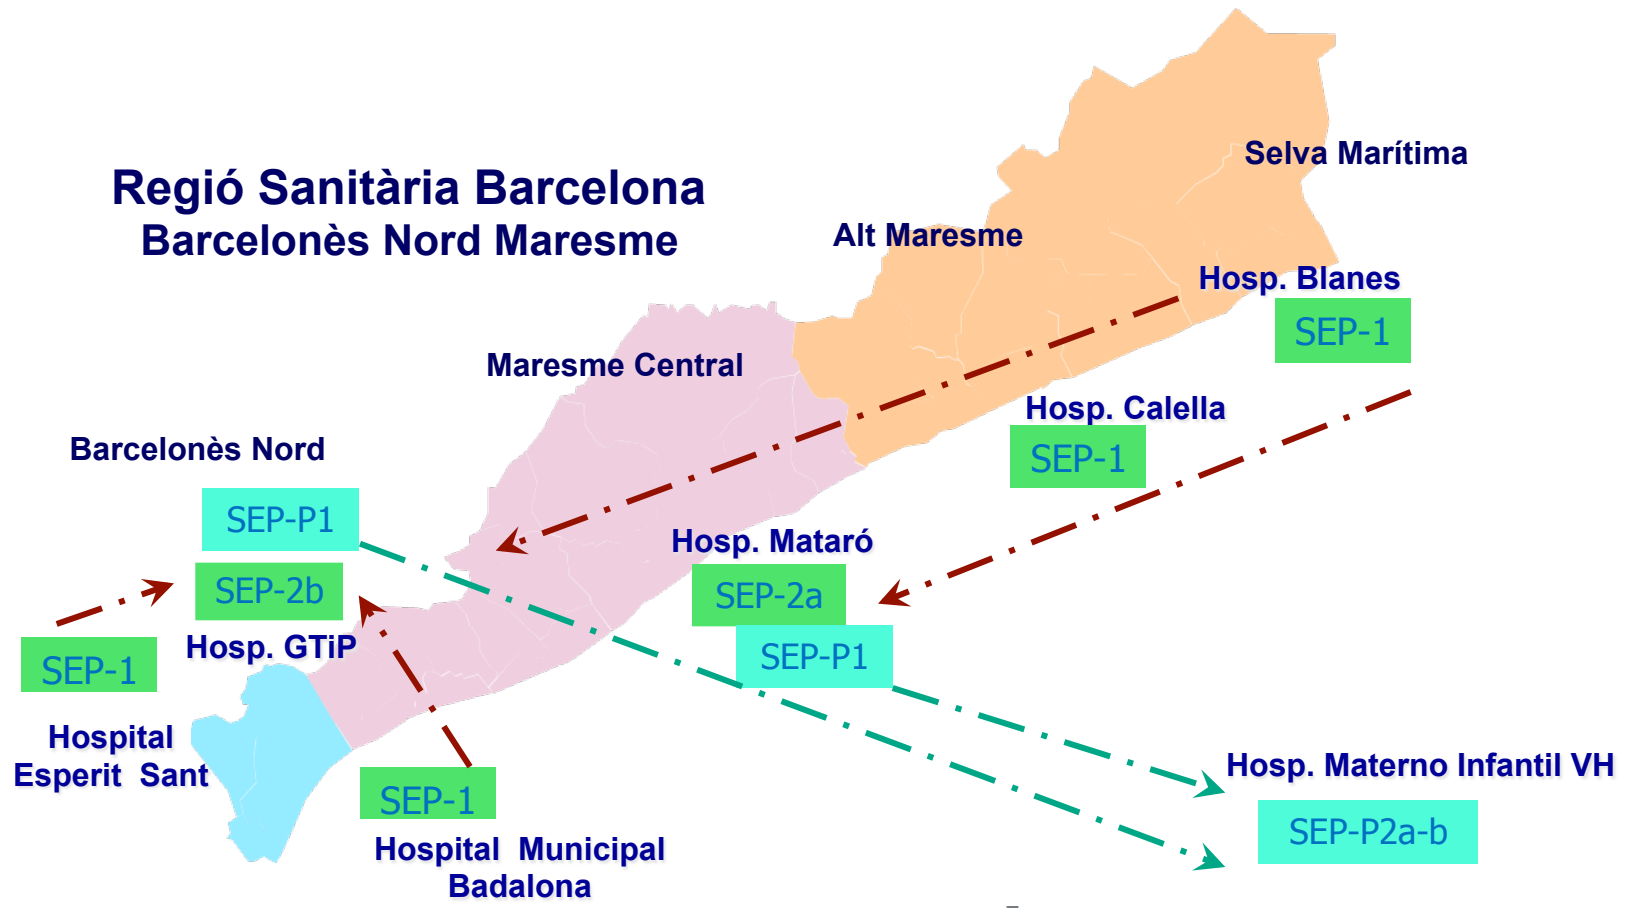 Regió Sanitària Barcelona
Barcelonès Nord Maresme
Selva Marítima
Alt Maresme
Hosp. Blanes
SEP-1
Maresme Central
Hosp. Calella
SEP-1
Barcelonès Nord
SEP-P1
SEP-2b
Hosp. GTiP
Hosp. Mataró
SEP-2a
SEP-P1
SEP-1
Hospital
Esperit Sant
SEP-1
Hospital Municipal
Badalona
Hosp. Materno Infantil VH
SEP-P2a-b